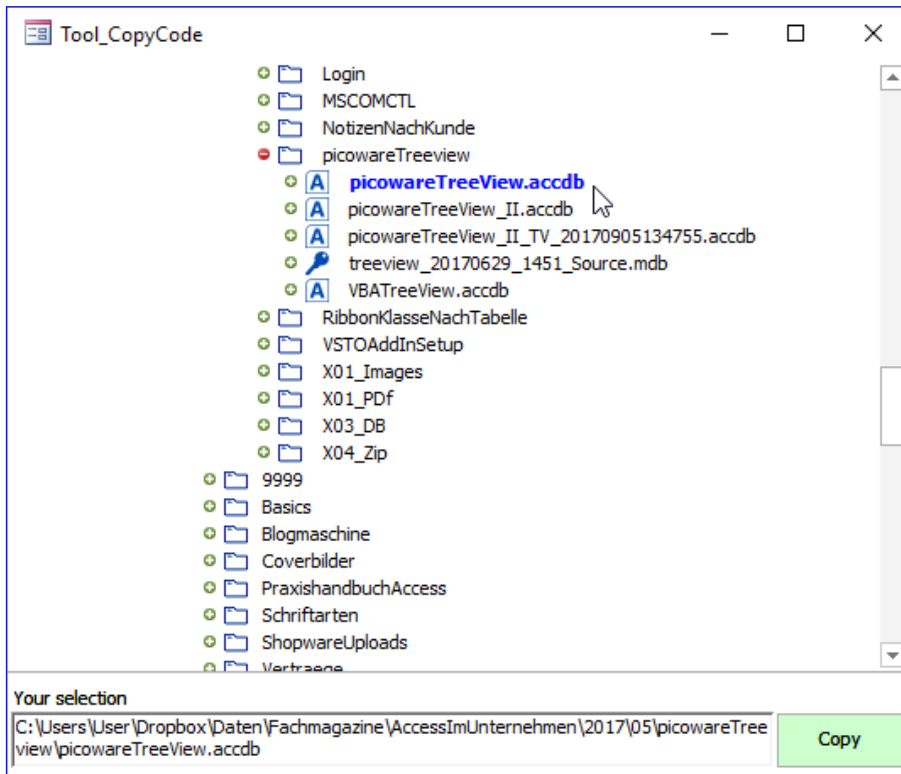 Tool_CopyCode
Login
MSCOMCTL
NotizenNachKunde
picowareTreeview
picowareTreeView.accdb
picowareTreeView_II.accdb
picowareTreeView_II_TV_20170905134755.accdb
treeview_20170629_1451_Source.mdb
VBATreeView.accdb
RibbonKlasseNachTabelle
VSTOAddInSetup
X01_Images
X01_PDf
X03_DB
X04_Zip
9999
Basics
Blogmaschine
Coverbilder
PraxishandbuchAccess
Schriftarten
ShopwareUploads
Vertraege
Your selection
C:\Users\User\Dropbox\Daten\Fachmagazine\AccessImUnternehmen\2017\05\picowareTree
view\picowareTreeView.accdb
Copy